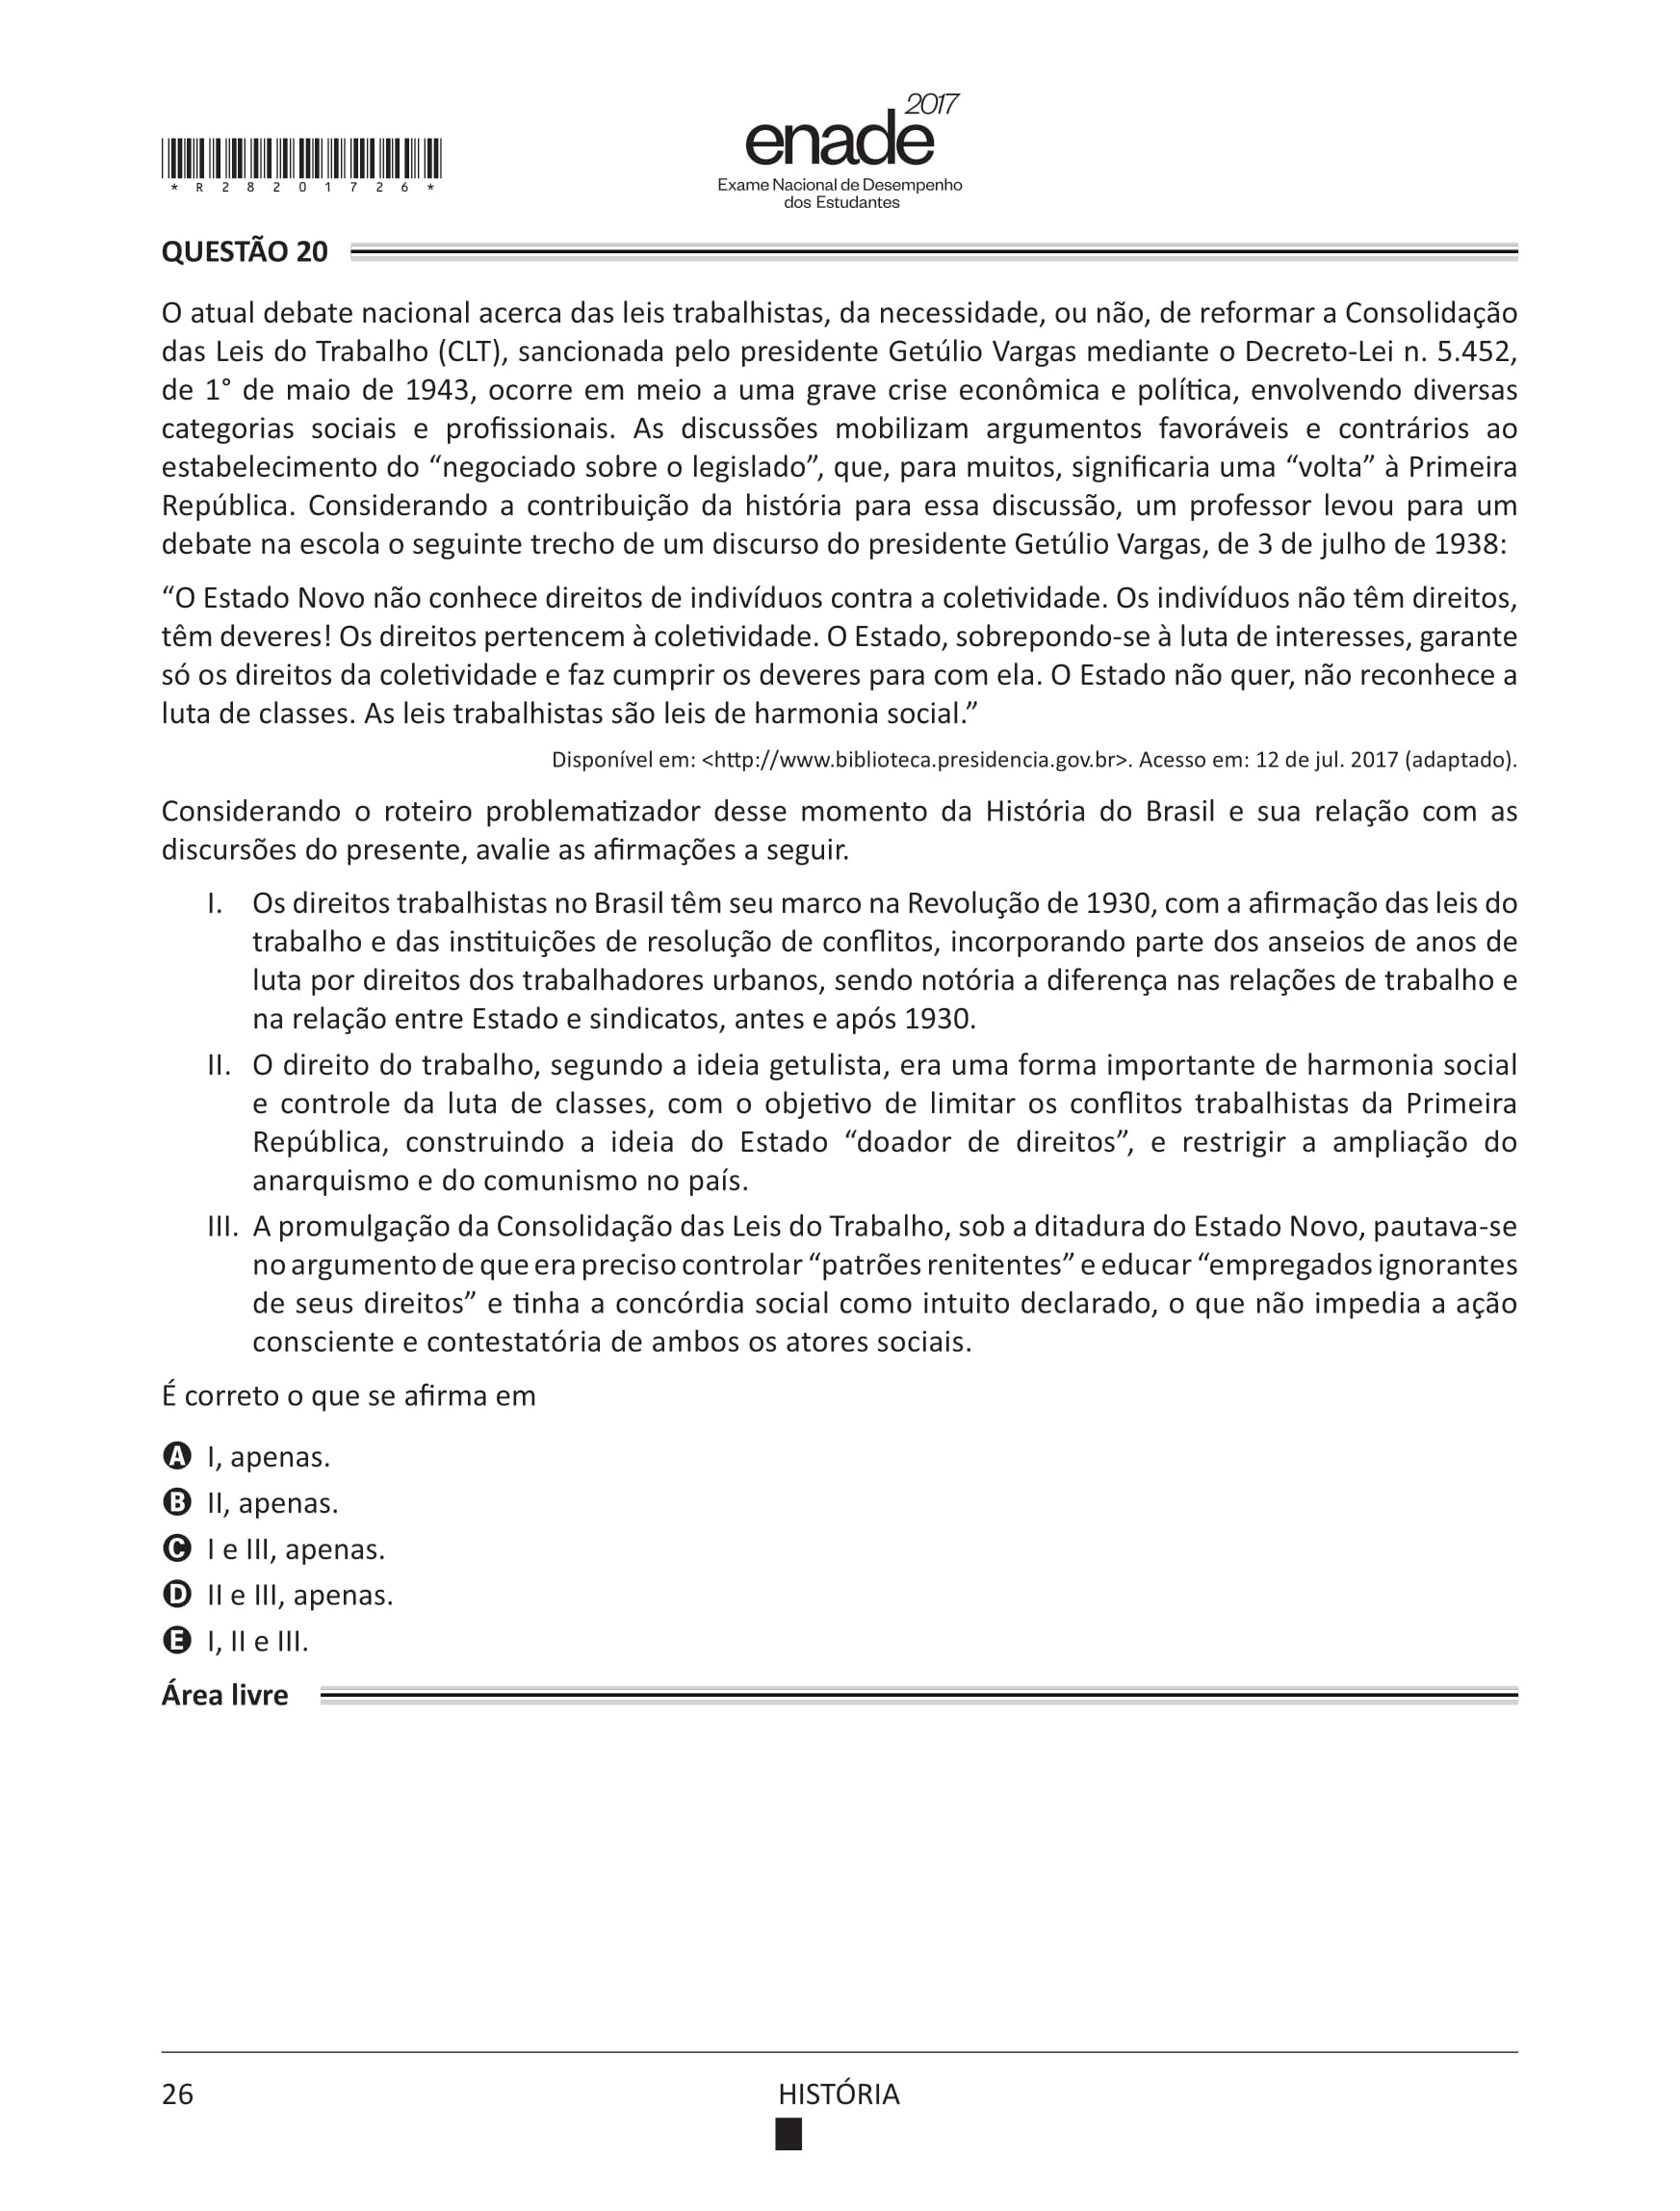 2017
enade
Exame Nacional de Desempenho
dos Estudantes
* R 2 8 2 0 1 7 2 6 *
QUESTÃO 20
O atual debate nacional acerca das leis trabalhistas, da necessidade, ou não, de reformar a Consolidação
das Leis do Trabalho (CLT), sancionada pelo presidente Getúlio Vargas mediante o Decreto-Lei n. 5.452,
de 1° de maio de 1943, ocorre em meio a uma grave crise econômica e política, envolvendo diversas
categorias sociais e profissionais. As discussões mobilizam argumentos favoráveis e contrários ao
estabelecimento do “negociado sobre o legislado”, que, para muitos, significaria uma “volta” à Primeira
República. Considerando a contribuição da história para essa discussão, um professor levou para um
debate na escola o seguinte trecho de um discurso do presidente Getúlio Vargas, de 3 de julho de 1938:
“O Estado Novo não conhece direitos de indivíduos contra a coletividade. Os indivíduos não têm direitos,
têm deveres! Os direitos pertencem à coletividade. O Estado, sobrepondo-se à luta de interesses, garante
só os direitos da coletividade e faz cumprir os deveres para com ela. O Estado não quer, não reconhece a
luta de classes. As leis trabalhistas são leis de harmonia social.”
Disponível em: <http://www.biblioteca.presidencia.gov.br>. Acesso em: 12 de jul. 2017 (adaptado).
Considerando o roteiro problematizador desse momento da História do Brasil e sua relação com as
discursões do presente, avalie as afirmações a seguir.
I. Os direitos trabalhistas no Brasil têm seu marco na Revolução de 1930, com a afirmação das leis do
trabalho e das instituições de resolução de conflitos, incorporando parte dos anseios de anos de
luta por direitos dos trabalhadores urbanos, sendo notória a diferença nas relações de trabalho e
na relação entre Estado e sindicatos, antes e após 1930.
II. O direito do trabalho, segundo a ideia getulista, era uma forma importante de harmonia social
e controle da luta de classes, com o objetivo de limitar os conflitos trabalhistas da Primeira
República, construindo a ideia do Estado “doador de direitos”, e restrigir a ampliação do
anarquismo e do comunismo no país.
III. A promulgação da Consolidação das Leis do Trabalho, sob a ditadura do Estado Novo, pautava-se
no argumento de que era preciso controlar “patrões renitentes” e educar “empregados ignorantes
de seus direitos” e tinha a concórdia social como intuito declarado, o que não impedia a ação
consciente e contestatória de ambos os atores sociais.
É correto o que se afirma em
A I, apenas.
B II, apenas.
C I e III, apenas.
D II e III, apenas.
E I, II e III.
Área livre
26
HISTÓRIA